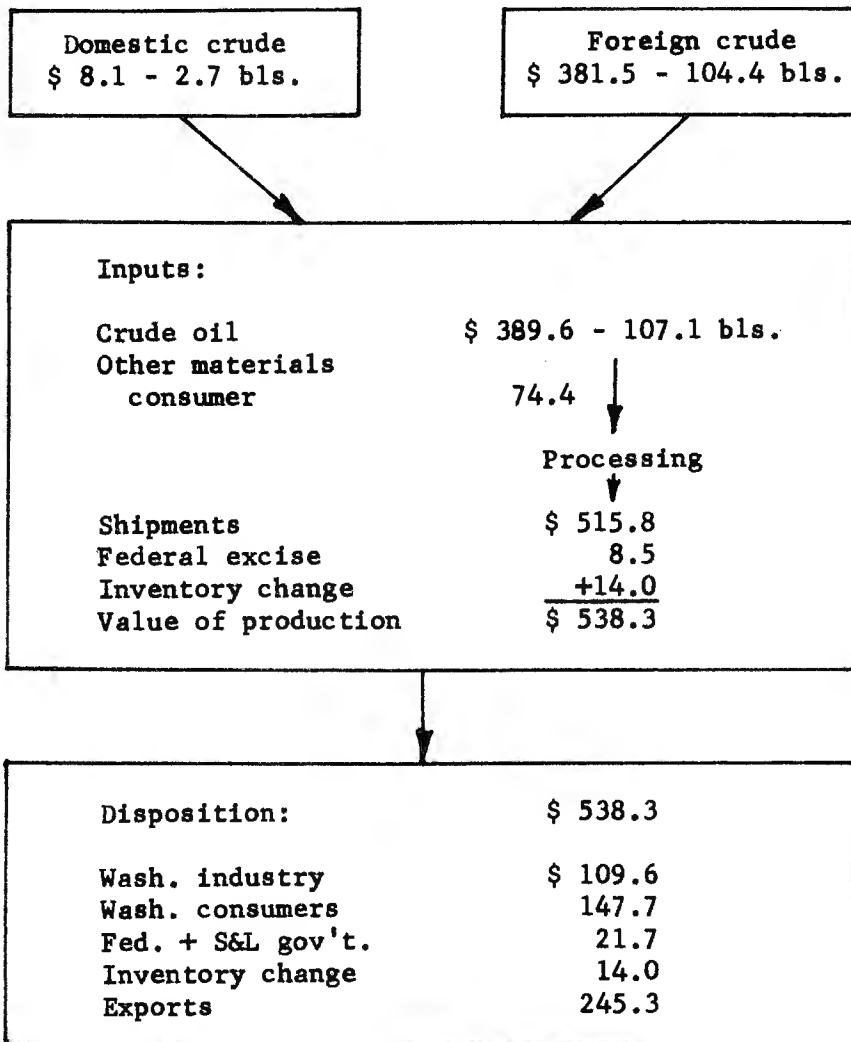 Domestic crude
$ 8.1 - 2.7 bls.
Foreign crude
$ 381.5 - 104.4 bls.
Inputs:
Crude oil $ 389.6 - 107.1 bls.
Other materials
consumer 74.4
Processing
Shipments $ 515.8
Federal excise 8.5
Inventory change +14.0
Value of production $ 538.3
Disposition: $ 538.3
Wash. industry $ 109.6
Wash. consumers 147.7
Fed. + S&L gov't. 21.7
Inventory change 14.0
Exports 245.3